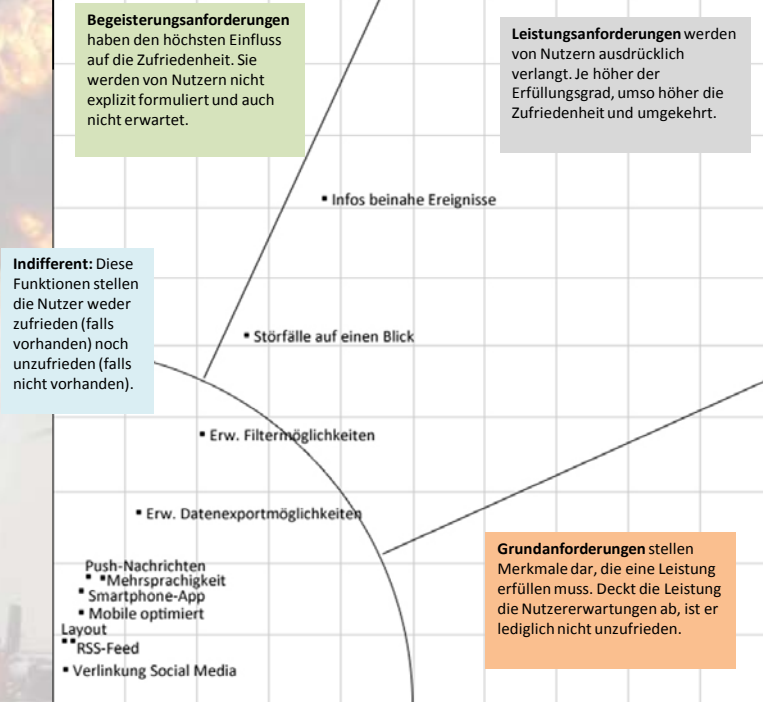 Begeisterungsanforderungen
haben den höchsten Einfluss
auf die Zufriedenheit. Sie
werden von Nutzern nicht
explizit formuliert und auch
nicht erwartet.
Leistungsanforderungen werden
von Nutzern ausdrücklich
verlangt. Je höher der
Erfüllungsgrad, umso höher die
Zufriedenheit und umgekehrt.
Infos beinahe Ereignisse
Indifferent: Diese
Funktionen stellen
die Nutzer weder
zufrieden (falls
vorhanden) noch
unzufrieden (falls
nicht vorhanden).
Störfälle auf einen Blick
Erw. Filtermöglichkeiten
Erw. Datenexportmöglichkeiten
Push-Nachrichten
Mehrsprachigkeit
Smartphone-App
Mobile optimiert
Layout
RSS-Feed
Verlinkung Social Media
Grundanforderungen stellen
Merkmale dar, die eine Leistung
erfüllen muss. Deckt die Leistung
die Nutzererwartungen ab, ist er
lediglich nicht unzufrieden.